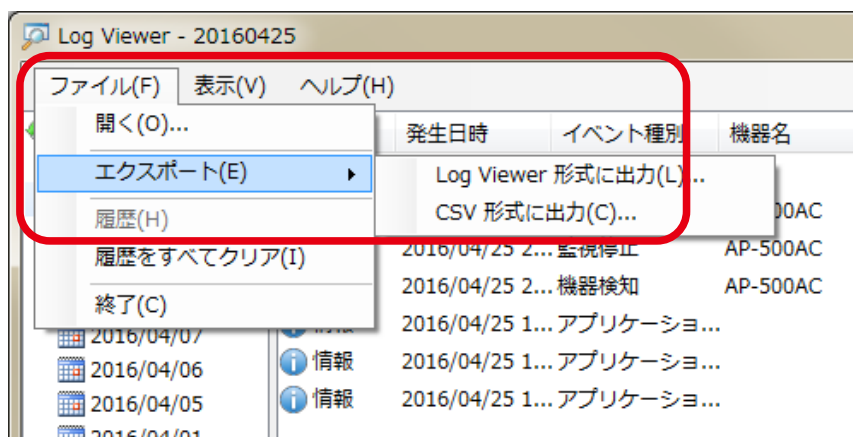 Log Viewer - 20160425
ファイル(F) 表示(V) ヘルプ(H)
開く(O)...
発生日時 イベント種別 機器名
エクスポート(E)
Log Viewer 形式に出力(L)...
CSV 形式に出力(C)...
00AC
履歴(H)
履歴をすべてクリア(I)
2016/04/25 2... 監視停止 AP-500AC
2016/04/25 2... 機器検知 AP-500AC
終了(C)
2016/04/07
情報 2016/04/25 1... アプリケーショ...
2016/04/06
情報 2016/04/25 1... アプリケーショ...
2016/04/05
情報 2016/04/25 1... アプリケーショ...
2016/04/01